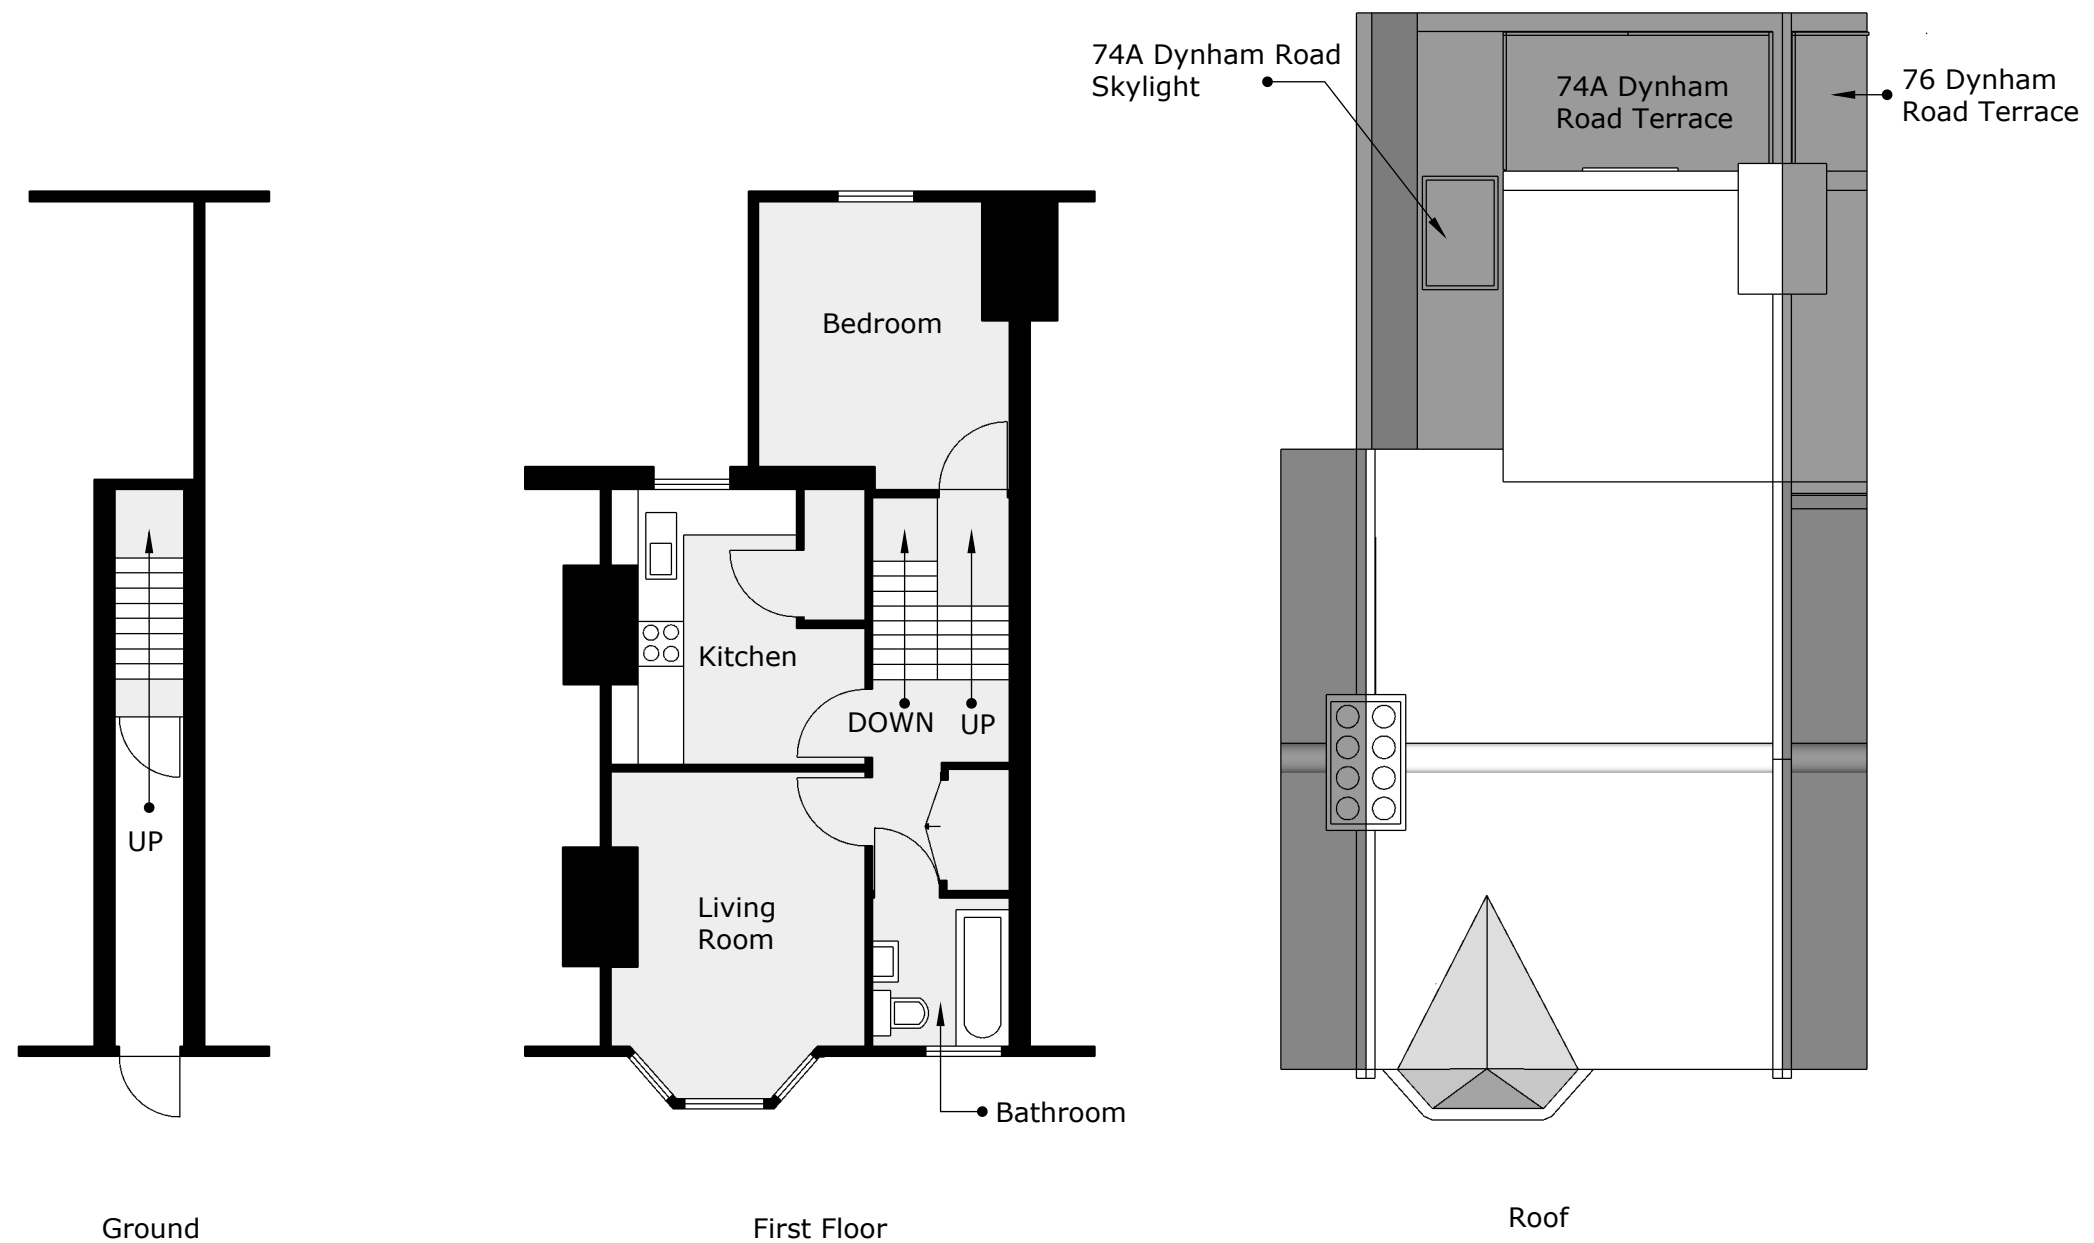 74A Dynham Road
Skylight
74A Dynham
Road Terrace
76 Dynham
Road Terrace
Bedroom
Kitchen
DOWN
UP
UP
Living
Room
Bathroom
Ground
First Floor
Roof